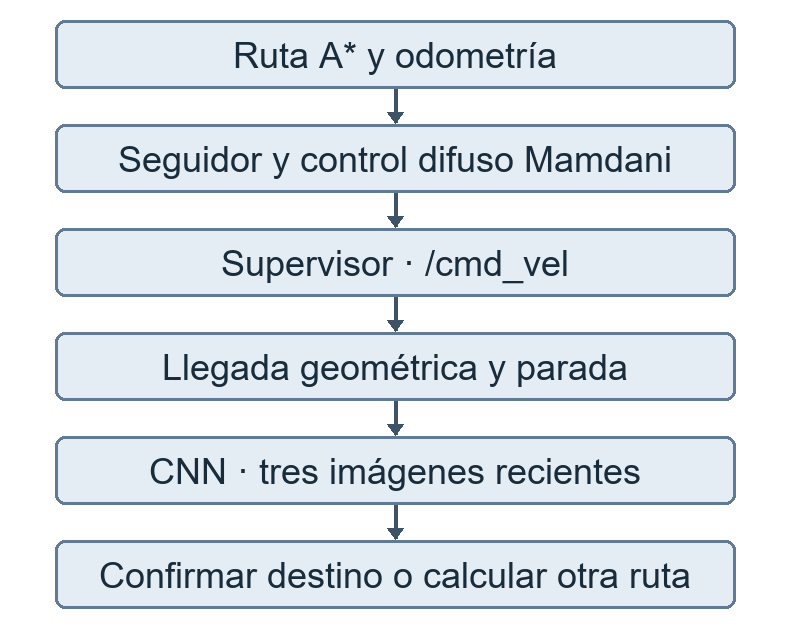 Ruta A* y odometría
Seguidor y control difuso Mamdani
Supervisor · /cmd_vel
Llegada geométrica y parada
CNN · tres imágenes recientes
Confirmar destino o calcular otra ruta